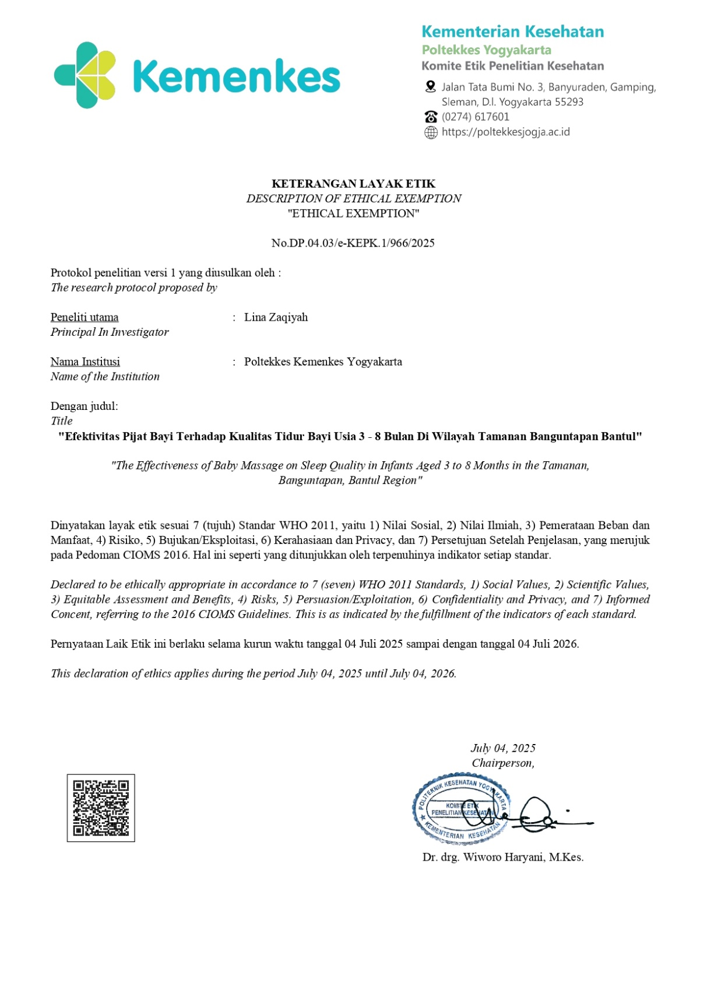 Kemenkes
Kementerian Kesehatan
Poltekkes Yogyakarta
Komite Etik Penelitian Kesehatan
Jalan Tata Bumi No. 3, Banyuraden, Gamping,
Sleman, D.I. Yogyakarta 55293
(0274) 617601
https://poltekkesjogja.ac.id
KETERANGAN LAYAK ETIK
DESCRIPTION OF ETHICAL EXEMPTION
"ETHICAL EXEMPTION"
No.DP.04.03/e-KEPK.1/966/2025
Protokol penelitian versi 1 yang diusulkan oleh :
The research protocol proposed by
Peneliti utama : Lina Zaqiyah
Principal In Investigator
Nama Institusi : Poltekkes Kemenkes Yogyakarta
Name of the Institution
Dengan judul:
Title
"Efektivitas Pijat Bayi Terhadap Kualitas Tidur Bayi Usia 3 - 8 Bulan Di Wilayah Tamanan Banguntapan Bantul"
"The Effectiveness of Baby Massage on Sleep Quality in Infants Aged 3 to 8 Months in the Tamanan,
Banguntapan, Bantul Region"
Dinyatakan layak etik sesuai 7 (tujuh) Standar WHO 2011, yaitu 1) Nilai Sosial, 2) Nilai Ilmiah, 3) Pemerataan Beban dan
Manfaat, 4) Risiko, 5) Bujukan/Eksploitasi, 6) Kerahasiaan dan Privacy, dan 7) Persetujuan Setelah Penjelasan, yang merujuk
pada Pedoman CIOMS 2016. Hal ini seperti yang ditunjukkan oleh terpenuhinya indikator setiap standar.
Declared to be ethically appropriate in accordance to 7 (seven) WHO 2011 Standards, 1) Social Values, 2) Scientific Values,
3) Equitable Assessment and Benefits, 4) Risks, 5) Persuasion/Exploitation, 6) Confidentiality and Privacy, and 7) Informed
Concent, referring to the 2016 CIOMS Guidelines. This is as indicated by the fulfillment of the indicators of each standard.
Pernyataan Laik Etik ini berlaku selama kurun waktu tanggal 04 Juli 2025 sampai dengan tanggal 04 Juli 2026.
This declaration of ethics applies during the period July 04, 2025 until July 04, 2026.
July 04, 2025
Chairperson,
POLITEKNIK KESEHATAN YOGYAKARTA
KOMITE ETIK
PENELITIAN KESEHATAN
KEMENTERIAN KESEHATAN
Dr. drg. Wiworo Haryani, M.Kes.